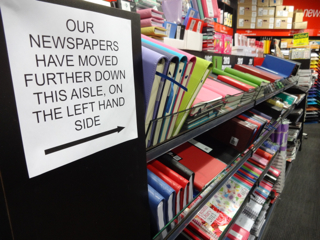 OUR
NEWSPAPERS
HAVE MOVED
FURTHER DOWN
THIS AISLE, ON
THE LEFT HAND
SIDE